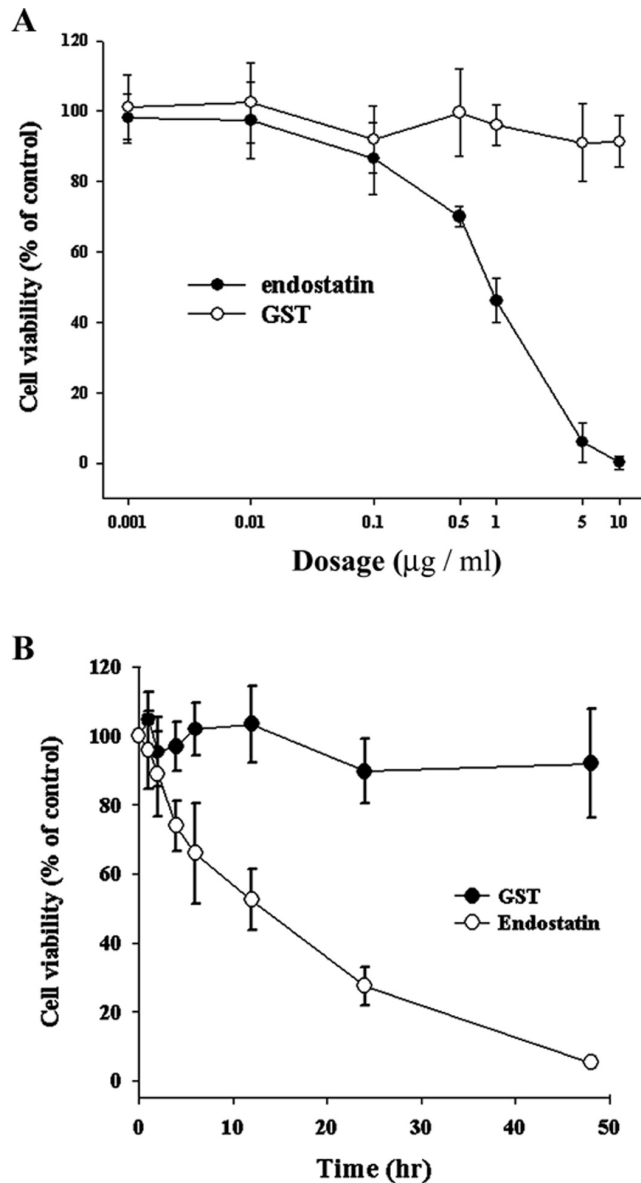 A
Cell viability (% of control)
120
100
80
60
40
20
0
endostatin
GST
0.001 0.01 0.1 0.5 1 5 10
Dosage (μg / ml)
B
Cell viability (% of control)
120
100
80
60
40
20
0
GST
Endostatin
0 10 20 30 40 50
Time (hr)